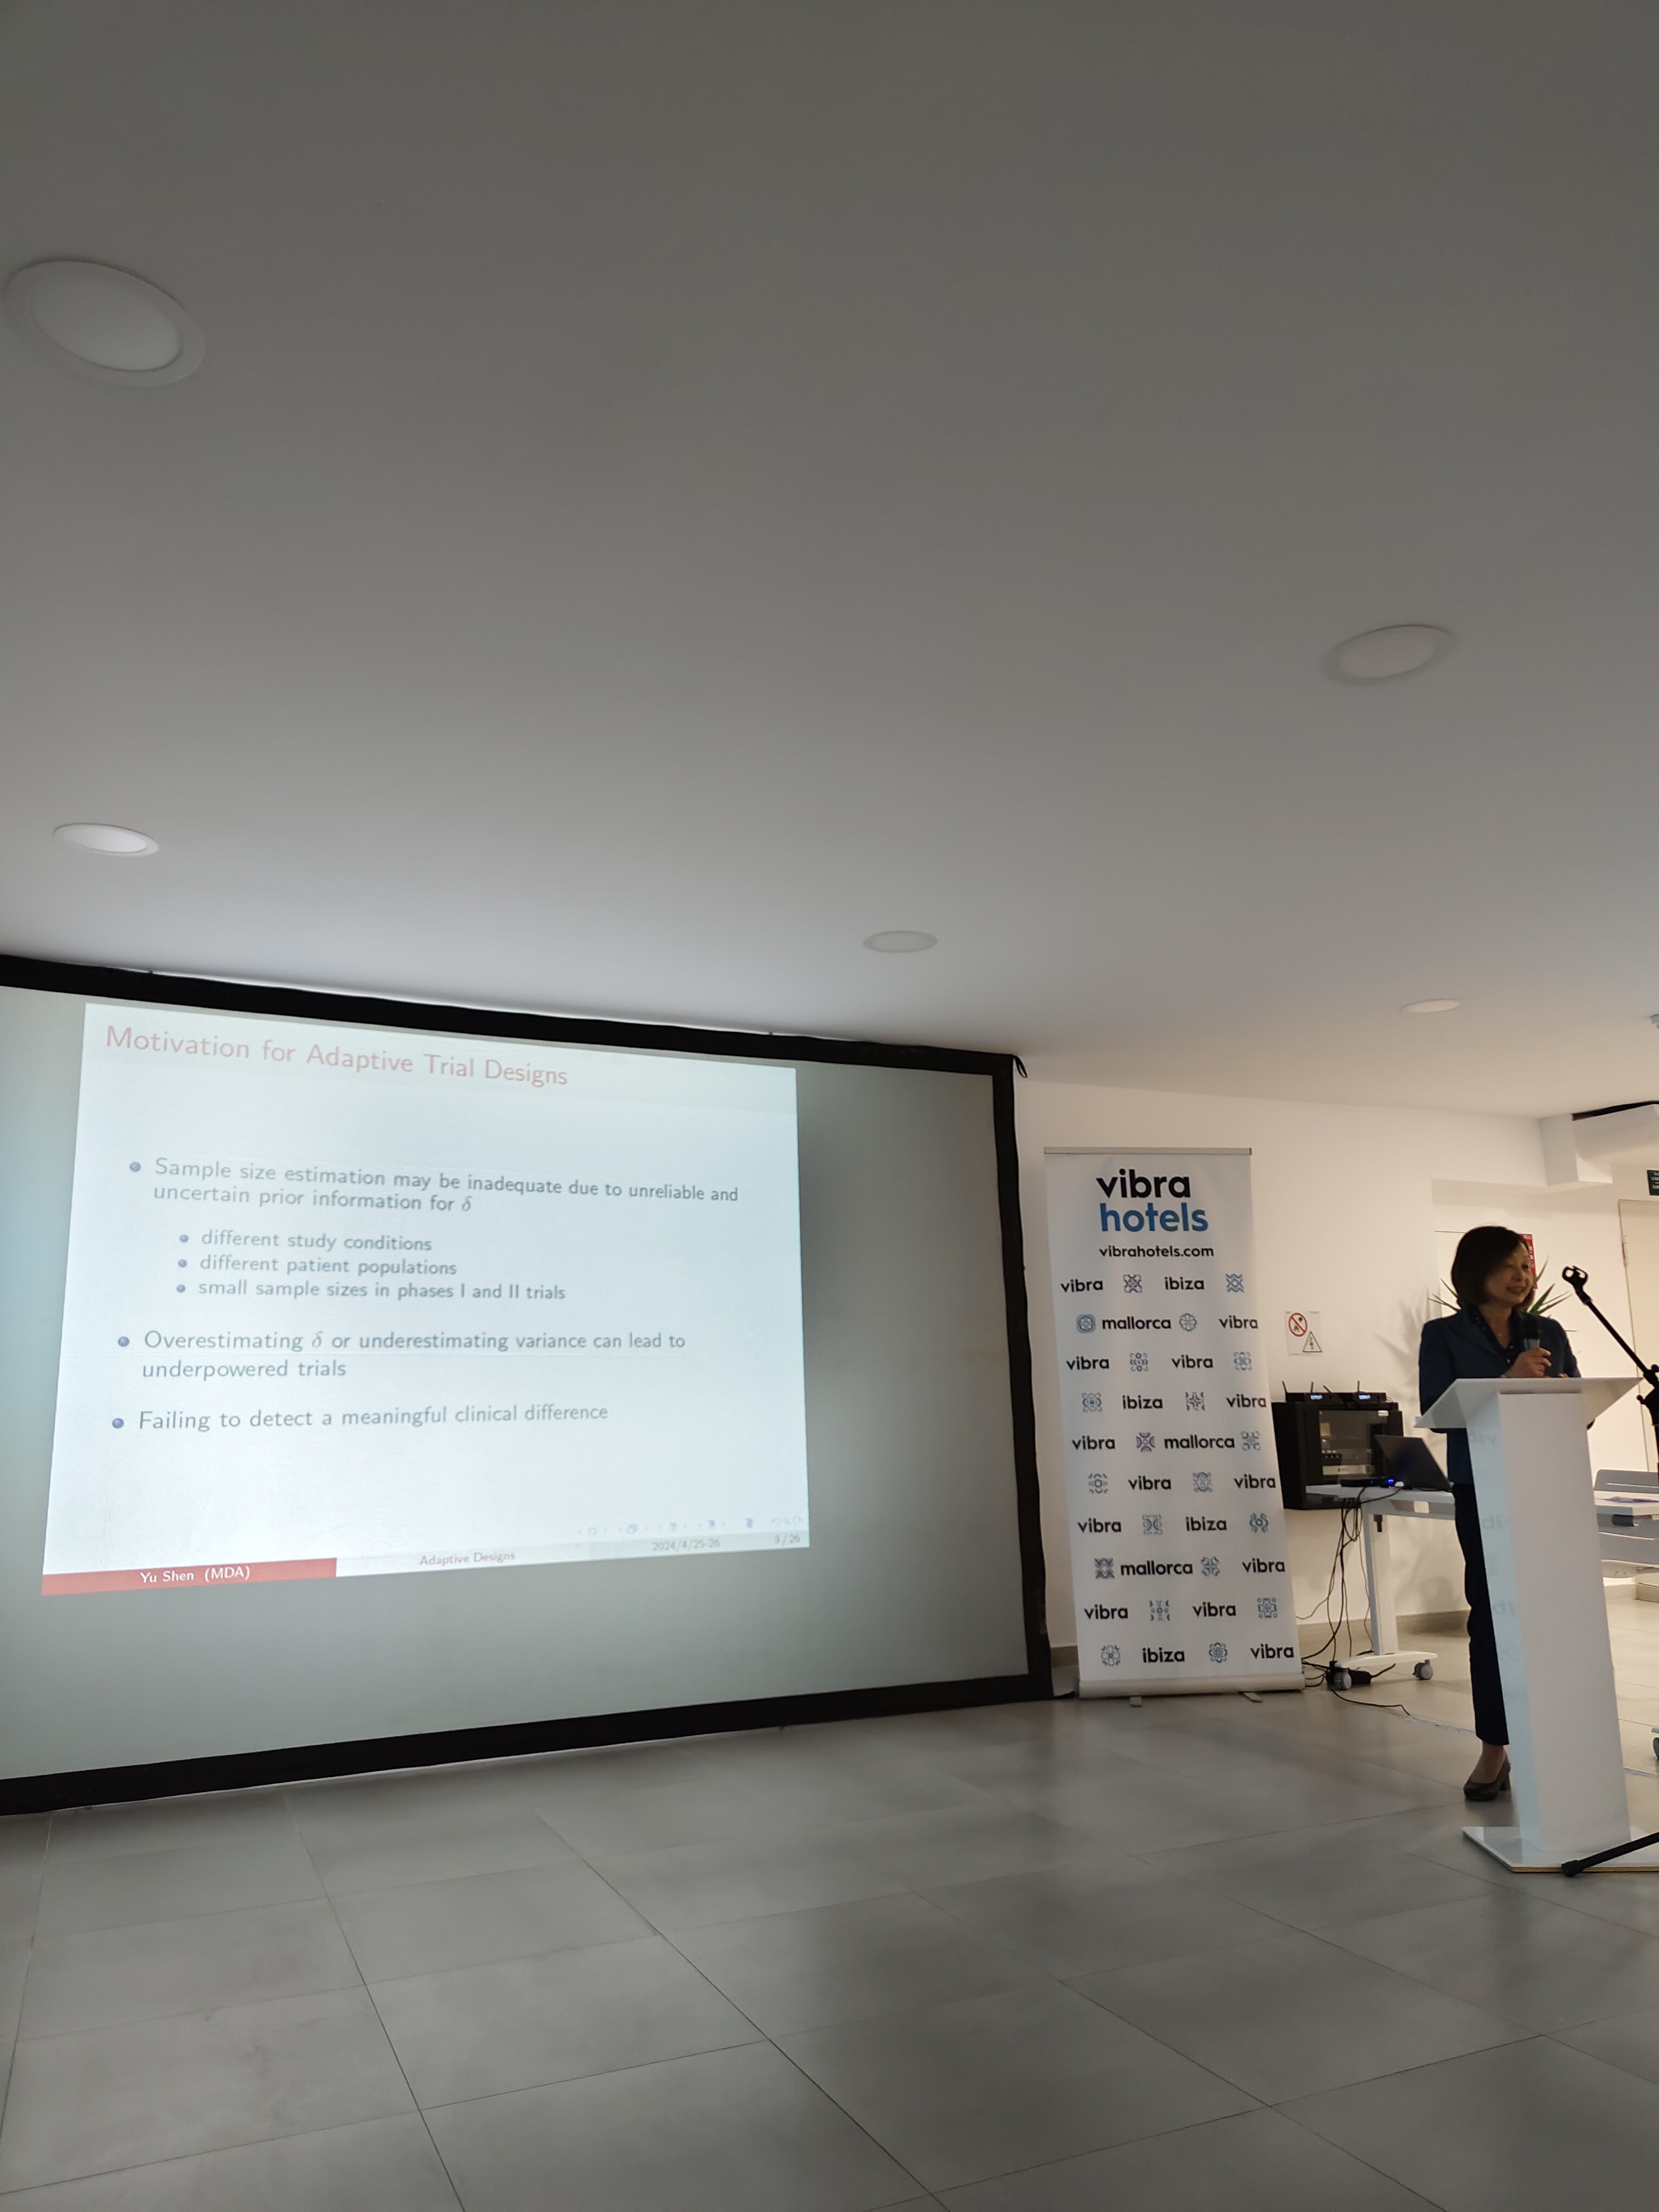 Motivation for Adaptive Trial Designs
Sample size estimation may be inadequate due to unreliable and
uncertain prior information for δ
different study conditions
different patient populations
small sample sizes in phases I and II trials
Overestimating δ or underestimating variance can lead to
underpowered trials
Failing to detect a meaningful clinical difference
Yu Shen (MDA)
Adaptive Designs
2024/4/25-26
3 / 26
vibra
hotels
vibrahotels.com
vibra ibiza
mallorca vibra
vibra vibra
ibiza vibra
vibra mallorca
vibra vibra
vibra ibiza
mallorca vibra
vibra vibra
ibiza vibra